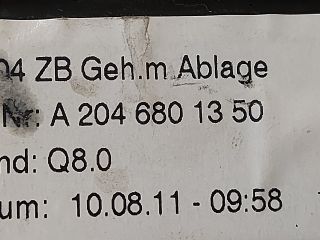 04 ZB Geh.m Ablage
Nr: A 204 680 13 50
nd: Q8.0
um: 10.08.11 - 09:58